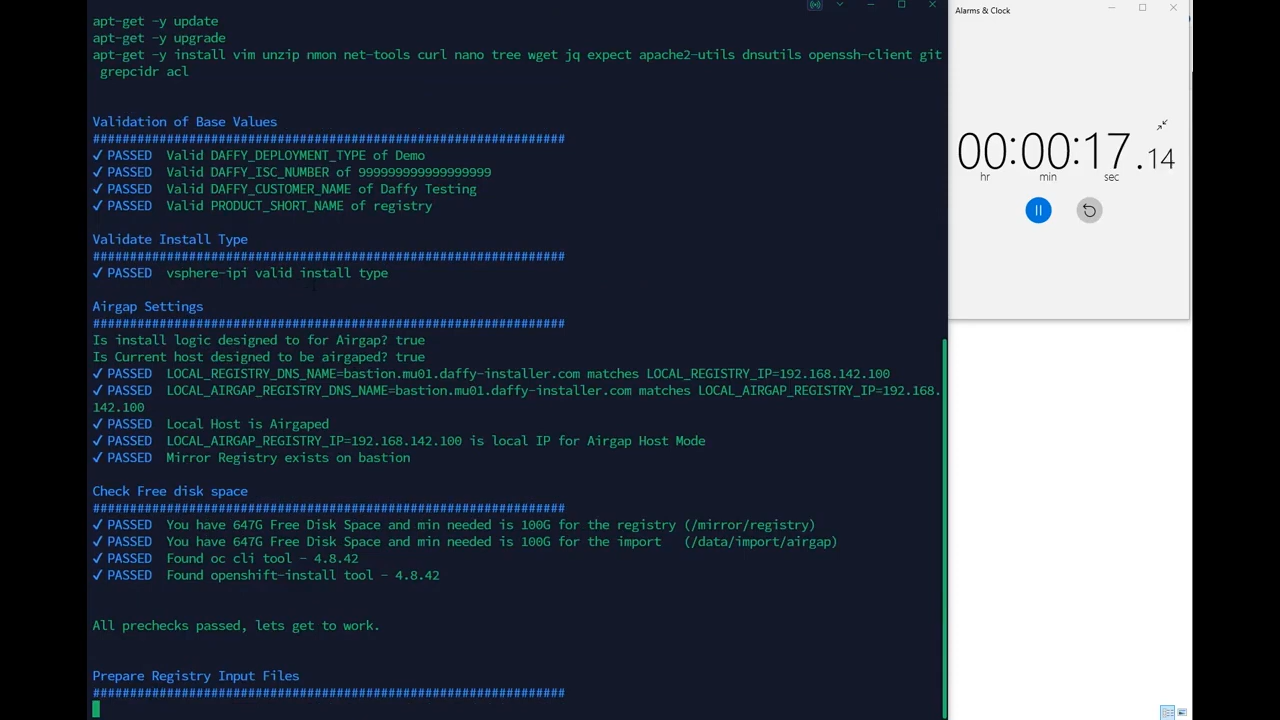 apt-get -y update
apt-get -y upgrade
apt-get -y install vim unzip nmon net-tools curl nano tree wget jq expect apache2-utils dnsutils openssh-client git
grepcidr acl
Validation of Base Values
################################################################
✓ PASSED  Valid DAFFY_DEPLOYMENT_TYPE of Demo
✓ PASSED  Valid DAFFY_ISC_NUMBER of 999999999999999999
✓ PASSED  Valid DAFFY_CUSTOMER_NAME of Daffy Testing
✓ PASSED  Valid PRODUCT_SHORT_NAME of registry
Validate Install Type
################################################################
✓ PASSED  vsphere-ipi valid install type
Airgap Settings
################################################################
Is install logic designed to for Airgap? true
Is Current host designed to be airgaped? true
✓ PASSED  LOCAL_REGISTRY_DNS_NAME=bastion.mu01.daffy-installer.com matches LOCAL_REGISTRY_IP=192.168.142.100
✓ PASSED  LOCAL_AIRGAP_REGISTRY_DNS_NAME=bastion.mu01.daffy-installer.com matches LOCAL_AIRGAP_REGISTRY_IP=192.168.
142.100
✓ PASSED  Local Host is Airgaped
✓ PASSED  LOCAL_AIRGAP_REGISTRY_IP=192.168.142.100 is local IP for Airgap Host Mode
✓ PASSED  Mirror Registry exists on bastion
Check Free disk space
################################################################
✓ PASSED  You have 647G Free Disk Space and min needed is 100G for the registry (/mirror/registry)
✓ PASSED  You have 647G Free Disk Space and min needed is 100G for the import   (/data/import/airgap)
✓ PASSED  Found oc cli tool - 4.8.42
✓ PASSED  Found openshift-install tool - 4.8.42
All prechecks passed, lets get to work.
Prepare Registry Input Files
################################################################
Alarms & Clock
00:00:17.14
hr min sec